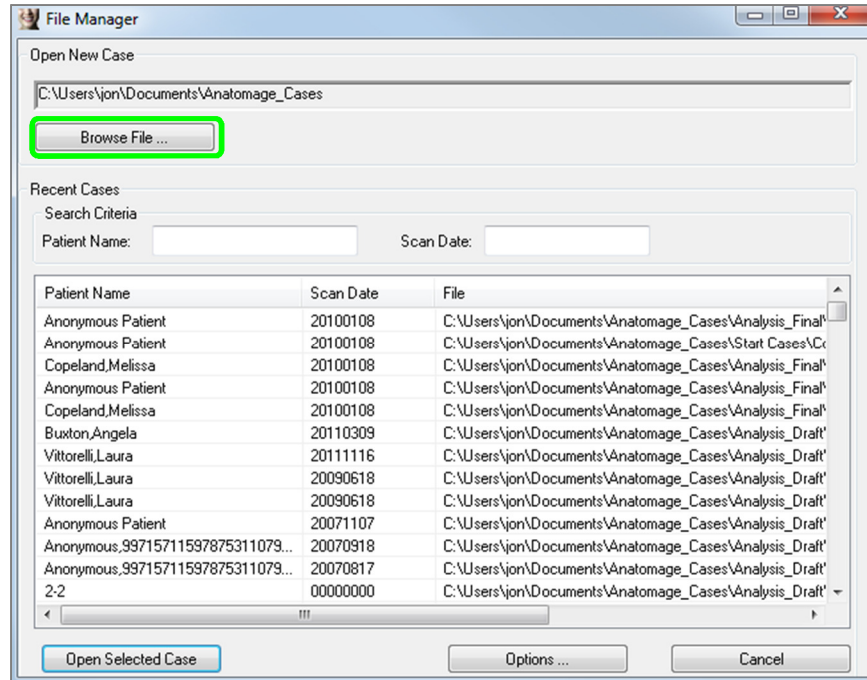 File Manager
Open New Case
C:\Users\jon\Documents\Anatomage_Cases
Browse File ...
Recent Cases
Search Criteria
Patient Name: Scan Date:
Patient Name Scan Date File
Anonymous Patient 20100108 C:\Users\jon\Documents\Anatomage_Cases\Analysis_Final\
Anonymous Patient 20100108 C:\Users\jon\Documents\Anatomage_Cases\Start Cases\Co
Copeland,Melissa 20100108 C:\Users\jon\Documents\Anatomage_Cases\Analysis_Final\
Anonymous Patient 20100108 C:\Users\jon\Documents\Anatomage_Cases\Analysis_Final\
Copeland,Melissa 20100108 C:\Users\jon\Documents\Anatomage_Cases\Analysis_Final\
Buxton,Angela 20110309 C:\Users\jon\Documents\Anatomage_Cases\Analysis_Draft\
Vittorelli,Laura 20111116 C:\Users\jon\Documents\Anatomage_Cases\Analysis_Draft\
Vittorelli,Laura 20090618 C:\Users\jon\Documents\Anatomage_Cases\Analysis_Draft\
Vittorelli,Laura 20090618 C:\Users\jon\Documents\Anatomage_Cases\Analysis_Draft\
Anonymous Patient 20071107 C:\Users\jon\Documents\Anatomage_Cases\Analysis_Draft\
Anonymous,99715711597875311079... 20070918 C:\Users\jon\Documents\Anatomage_Cases\Analysis_Draft\
Anonymous,99715711597875311079... 20070817 C:\Users\jon\Documents\Anatomage_Cases\Analysis_Draft\
2-2 00000000 C:\Users\jon\Documents\Anatomage_Cases\Analysis_Draft\
Open Selected Case Options ... Cancel